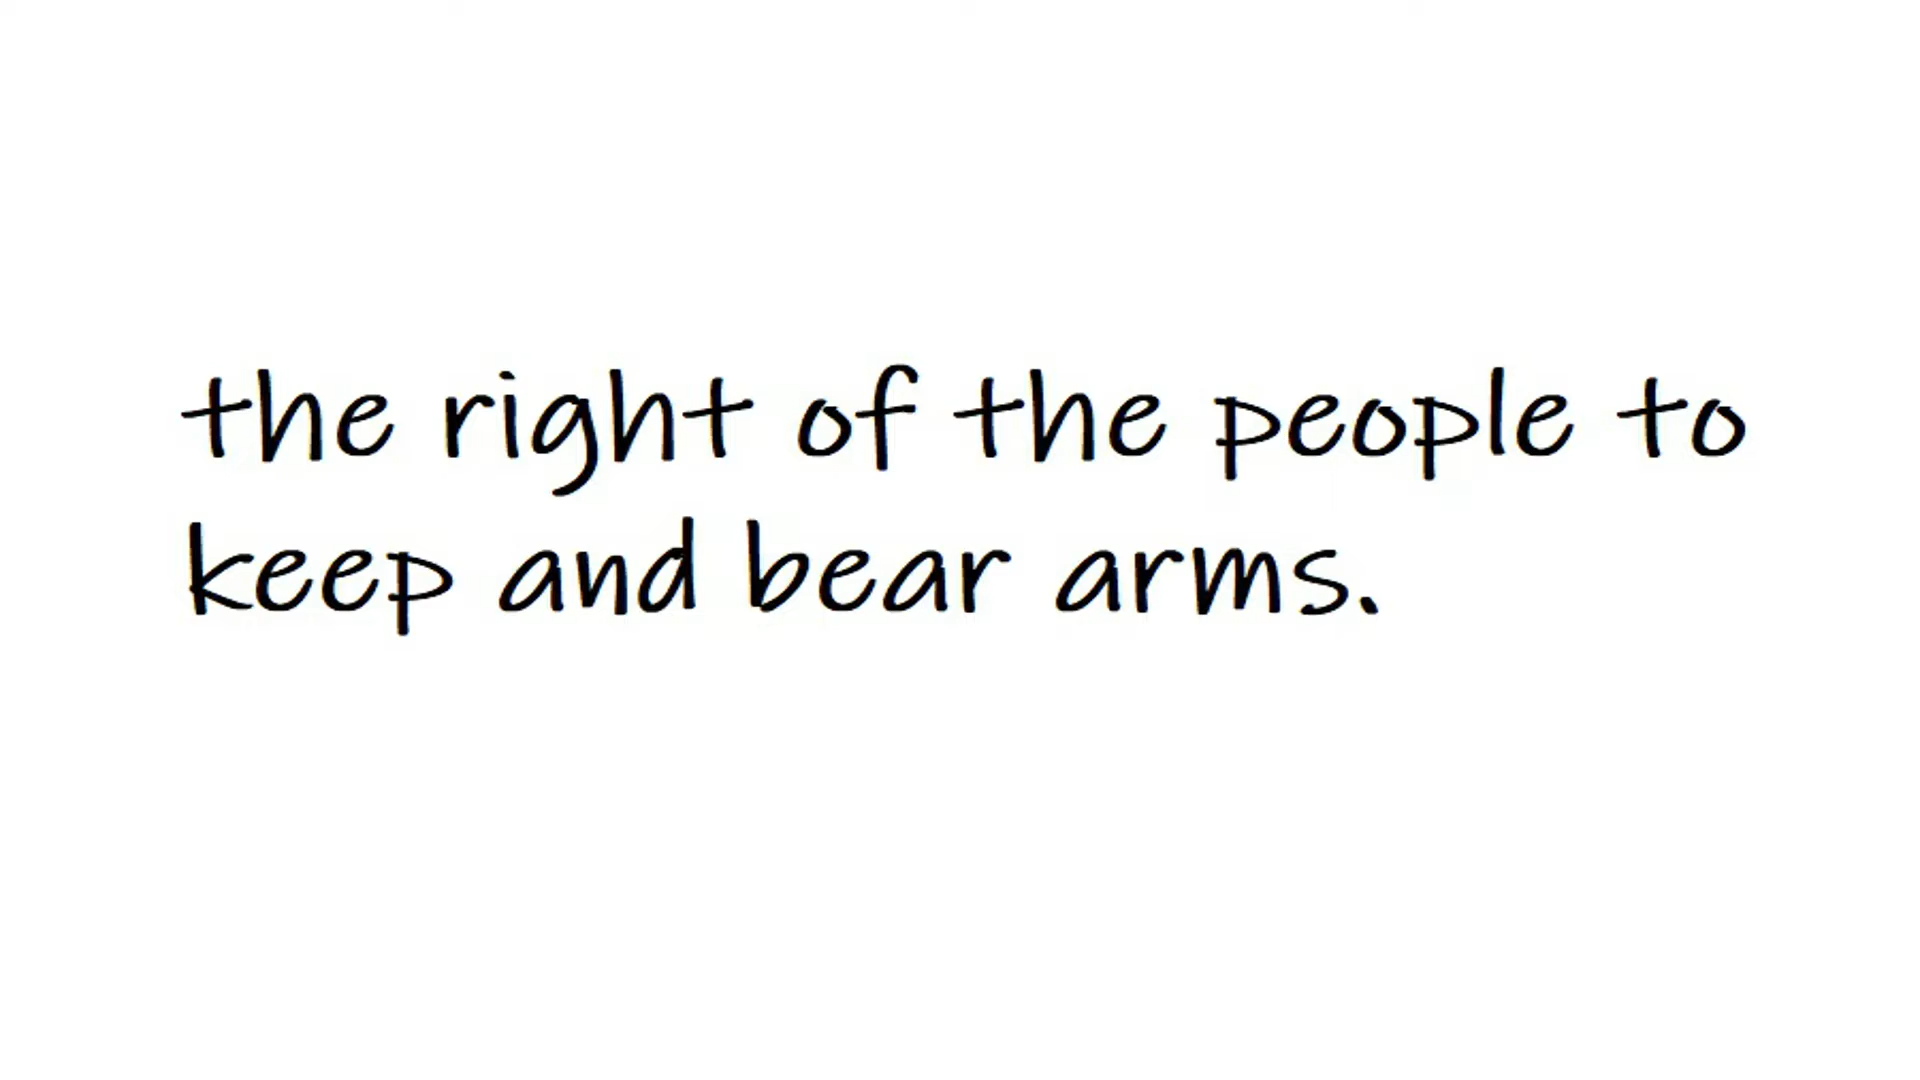 the right of the people to
keep and bear arms.